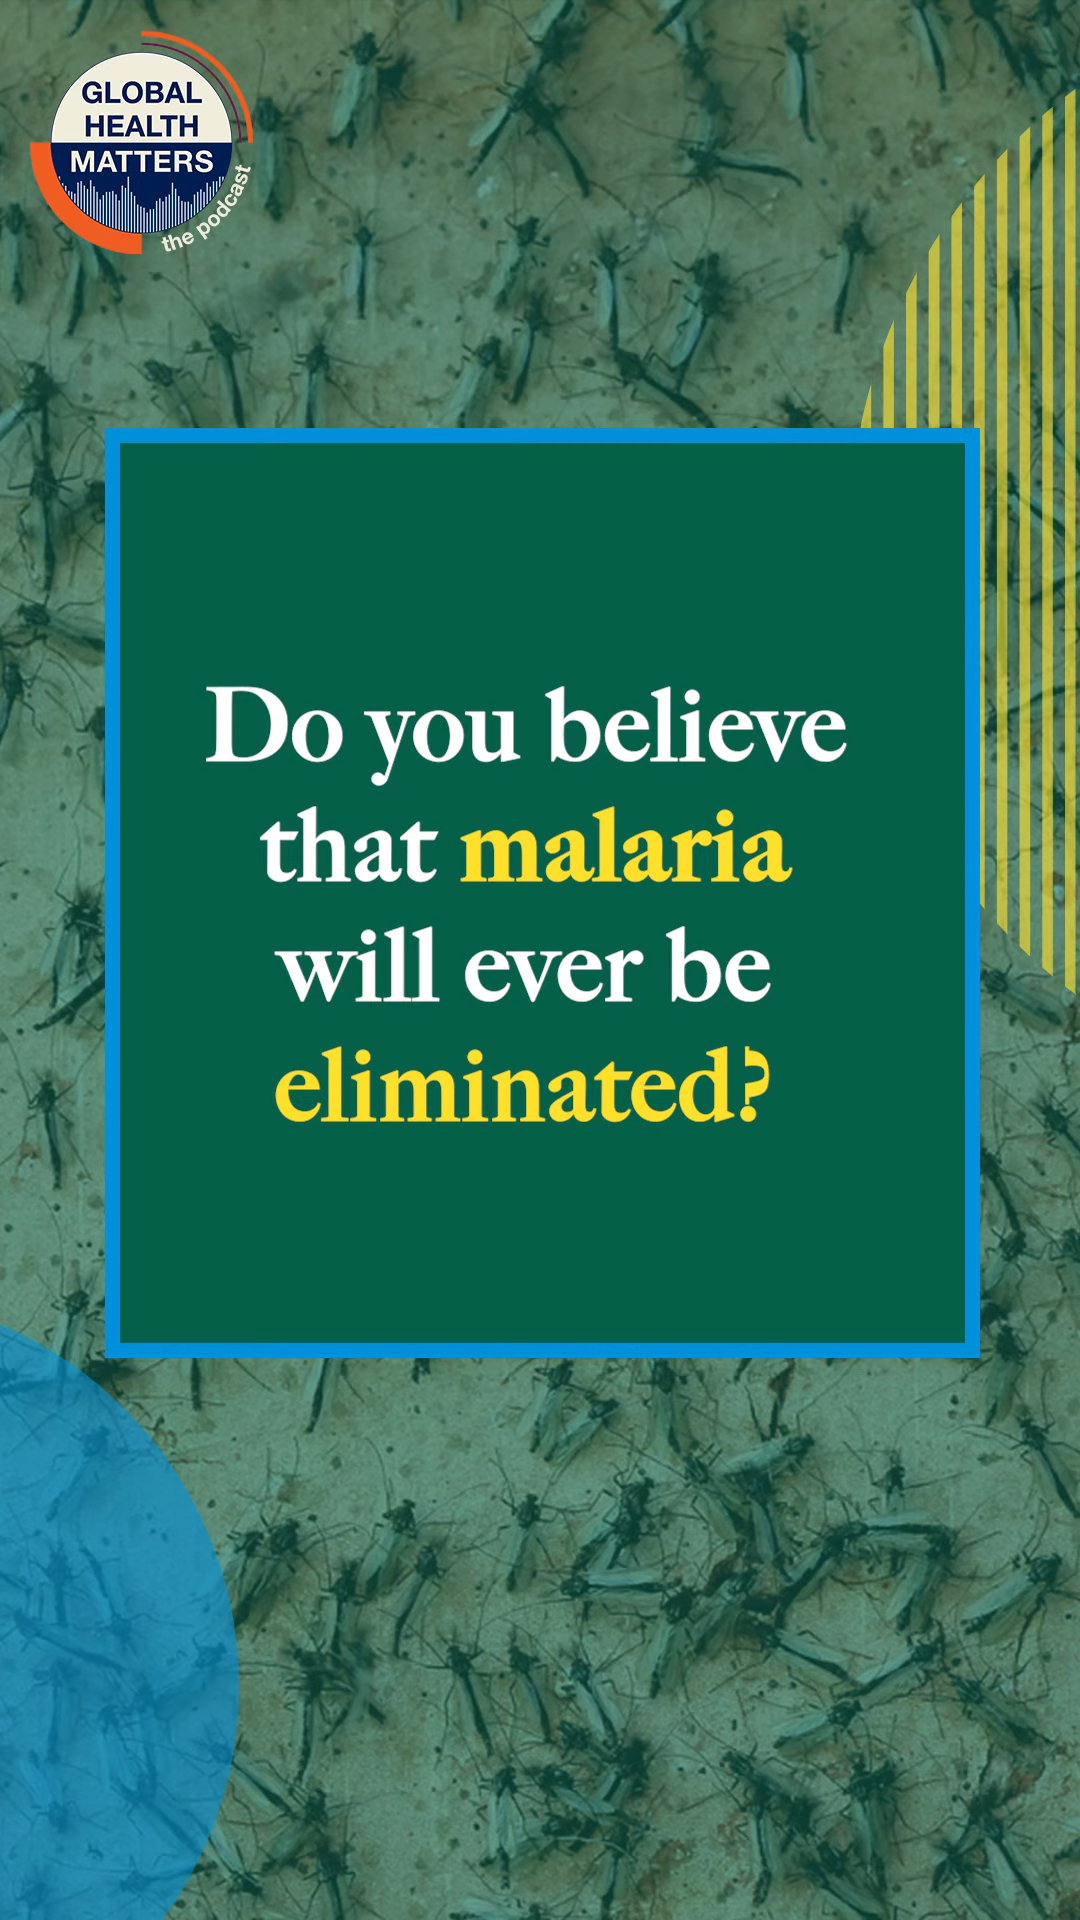 GLOBAL
HEALTH
MATTERS
the podcast
Do you believe
that malaria
will ever be
eliminated?